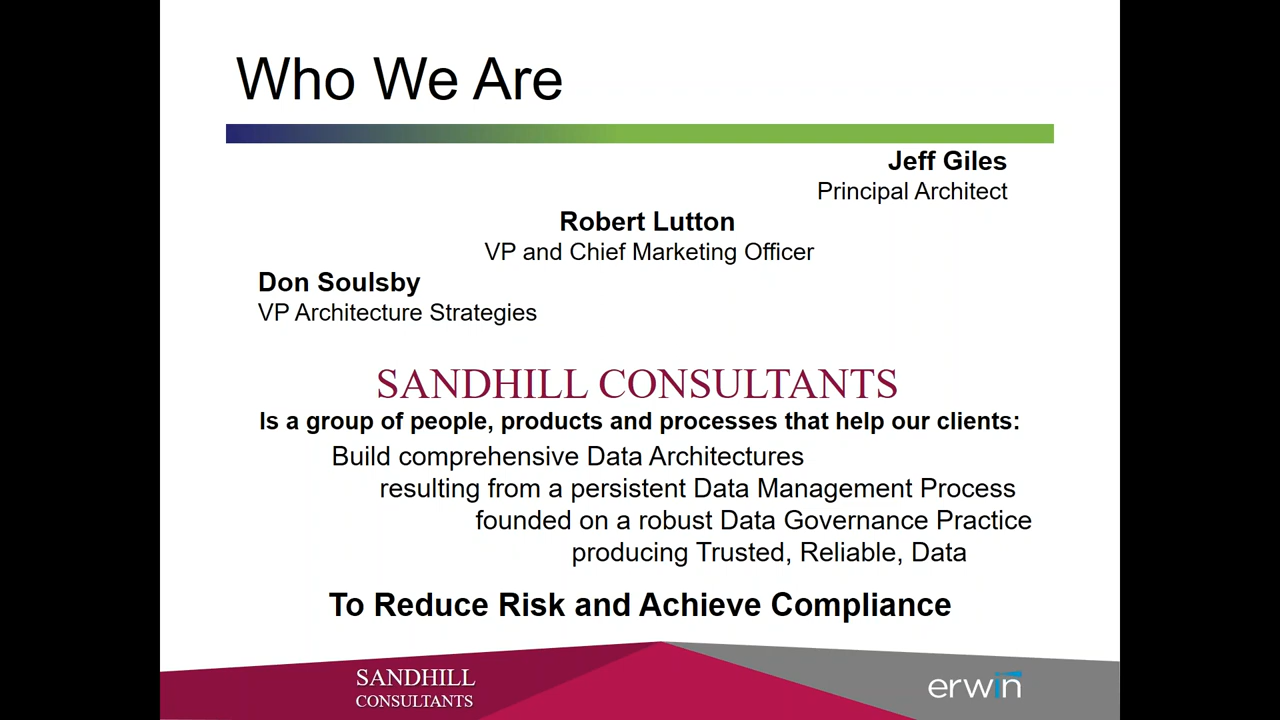 Who We Are
Jeff Giles
Principal Architect
Robert Lutton
VP and Chief Marketing Officer
Don Soulsby
VP Architecture Strategies
SANDHILL CONSULTANTS
Is a group of people, products and processes that help our clients:
Build comprehensive Data Architectures
resulting from a persistent Data Management Process
founded on a robust Data Governance Practice
producing Trusted, Reliable, Data
To Reduce Risk and Achieve Compliance
SANDHILL
CONSULTANTS
erwin